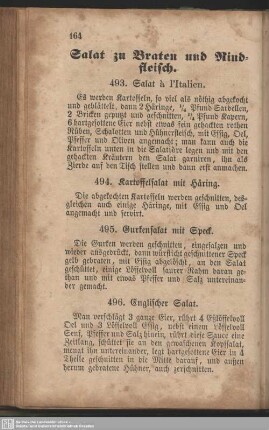 164
Salat zu Braten und Rind-
fleisch.
493. Salat à l'Italien.
Es werden Kartoffeln, so viel als nöthig abgekocht
und geblättelt, dann 2 Häringe, ¼ Pfund Sardellen,
2 Bricken geputzt und geschnitten, ¼ Pfund Kapern,
6 hartgesottene Eier nebst etwas fein gehackten rothen
Rüben, Schalotten und Hühnerfleisch, mit Essig, Oel,
Pfeffer und Oliven angemacht; man kann auch die
Kartoffeln unten in die Salatsöre legen und mit den
gehackten Kräutern den Salat garniren, ihn als
Zierde auf den Tisch stellen und dann erst anmachen.
494. Kartoffelsalat mit Häring.
Die abgekochten Kartoffeln werden geschnitten, des-
gleichen auch einige Häringe, mit Essig und Oel
angemacht und servirt.
495. Gurkensalat mit Speck.
Die Gurken werden geschnitten, eingesalzen und
wieder ausgedrückt, dann würflicht geschnittener Speck
gelb gebraten, mit Essig abgelöscht, an den Salat
geschüttet, einige Löffelvoll saurer Rahm daran ge-
than und mit etwas Pfeffer und Salz untereinan-
der gemacht.
496. Englischer Salat.
Man verschlägt 3 ganze Eier, rührt 4 Eßlöffelvoll
Oel und 3 Löffelvoll Essig, nebst einem Löffelvoll
Senf, Pfeffer und Salz hinein, rührt diese Sauce eine
Zeitlang, schüttet sie an den gewaschenen Kopfsalat,
mengt ihn untereinander, legt hartgesottene Eier in 4
Theile geschnitten in die Mitte darauf, und außen
herum gebratene Hühner, auch zerschnitten.